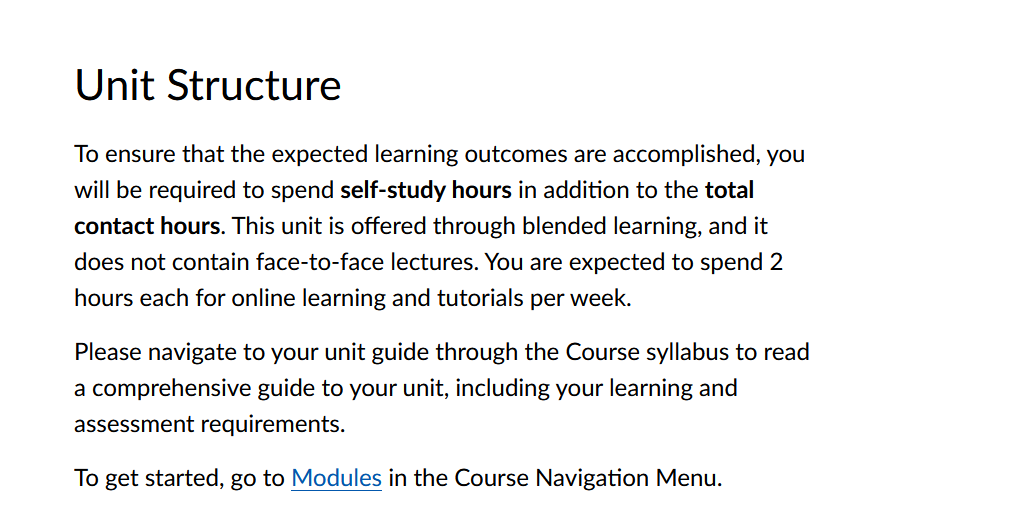 Unit Structure
To ensure that the expected learning outcomes are accomplished, you
will be required to spend self-study hours in addition to the total
contact hours. This unit is offered through blended learning, and it
does not contain face-to-face lectures. You are expected to spend 2
hours each for online learning and tutorials per week.
Please navigate to your unit guide through the Course syllabus to read
a comprehensive guide to your unit, including your learning and
assessment requirements.
To get started, go to Modules in the Course Navigation Menu.